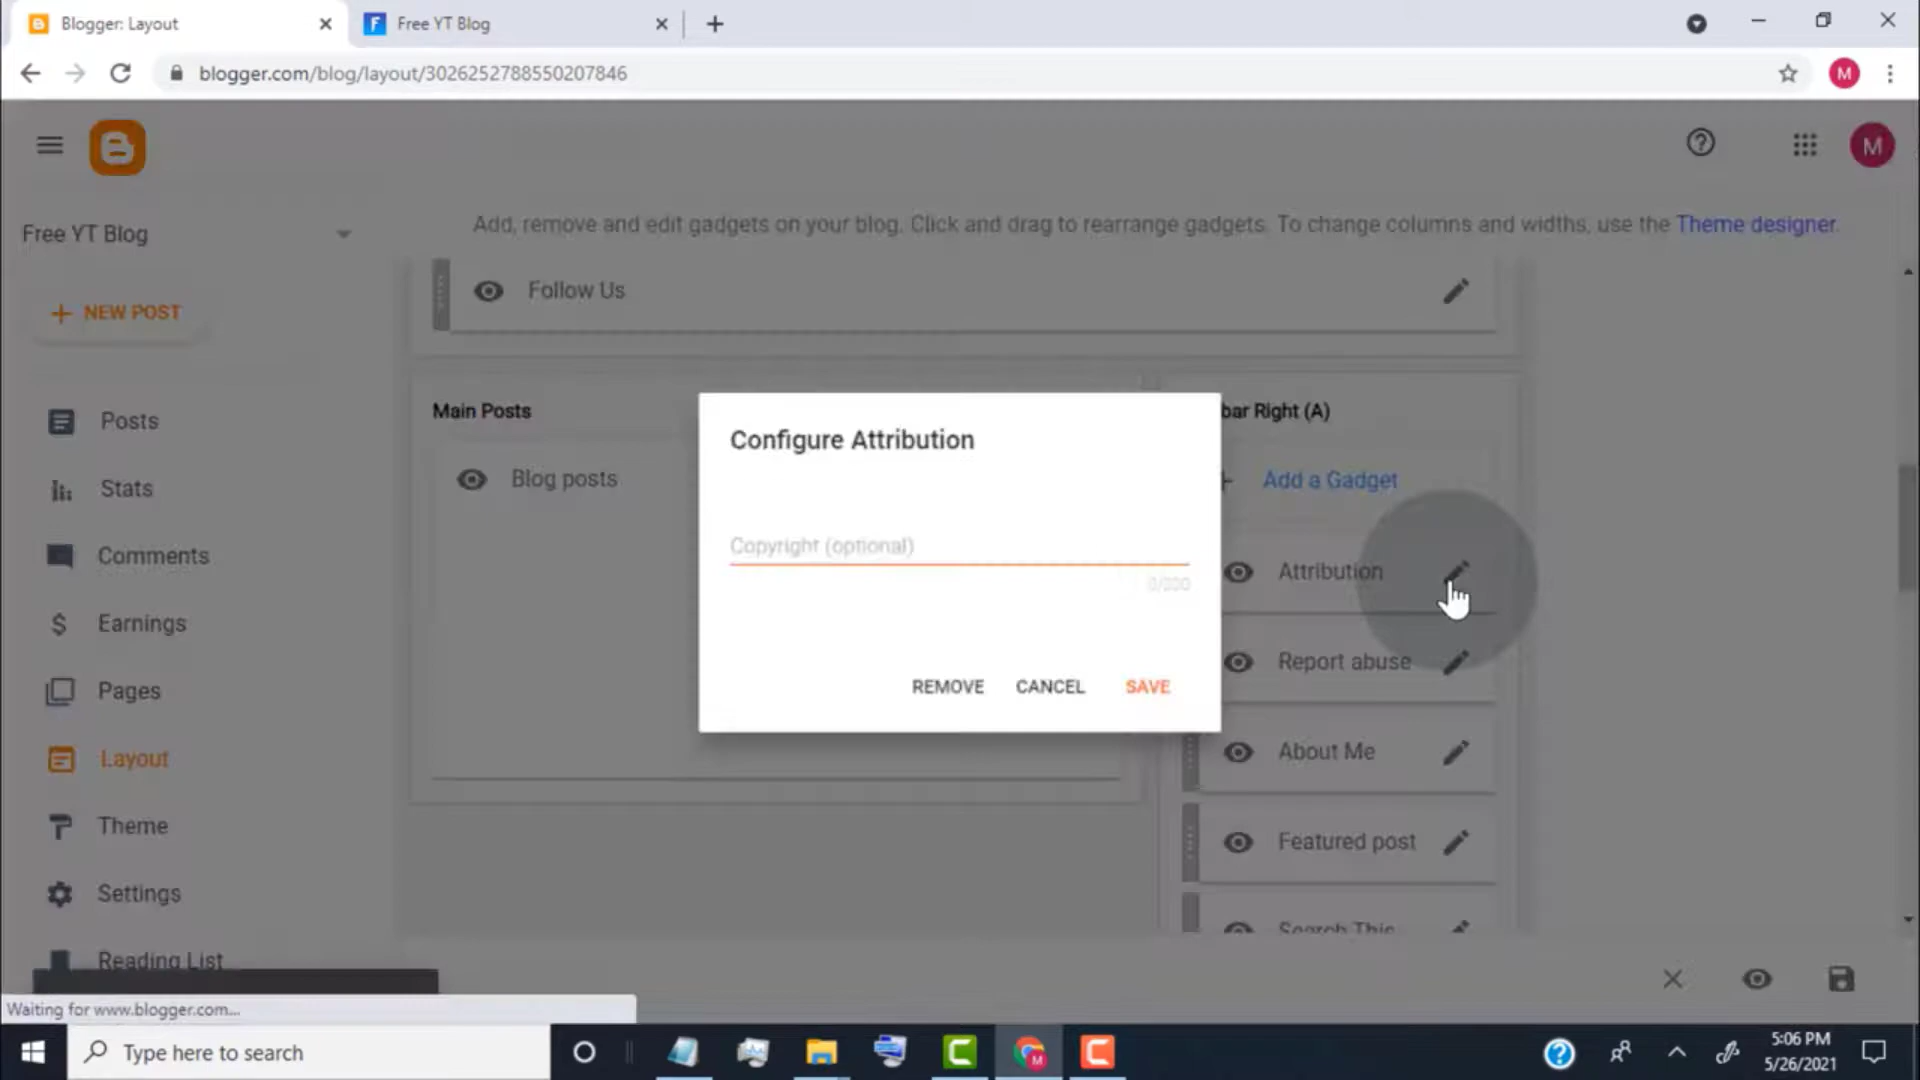 Blogger: Layout
Free YT Blog
blogger.com/blog/layout/3026252788550207846
M
M
Free YT Blog
Add, remove and edit gadgets on your blog. Click and drag to rearrange gadgets. To change columns and widths, use the Theme designer.
NEW POST
Follow Us
Posts
Stats
Comments
Earnings
Pages
Layout
Theme
Settings
Reading List
Main Posts
Blog posts
Configure Attribution
Copyright (optional)
REMOVE CANCEL SAVE
bar Right (A)
Add a Gadget
Attribution
Report abuse
About Me
Featured post
Search This
Waiting for www.blogger.com...
Type here to search
5:06 PM
5/26/2021